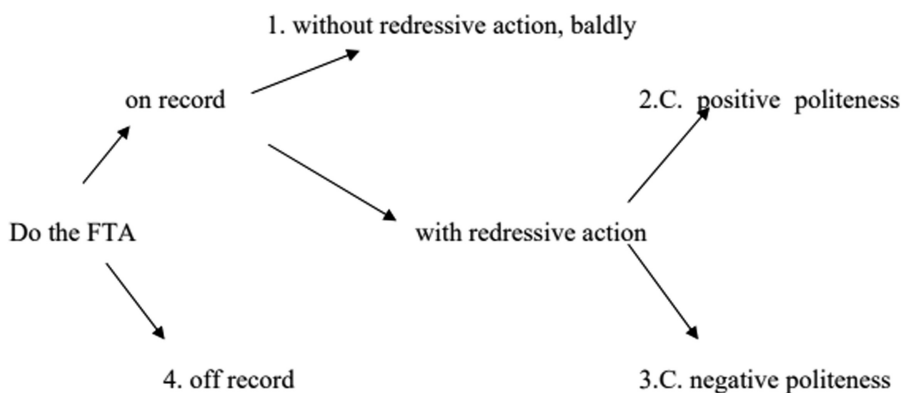 1. without redressive action, baldly
on record
2.C. positive politeness
Do the FTA
with redressive action
4. off record
3.C. negative politeness